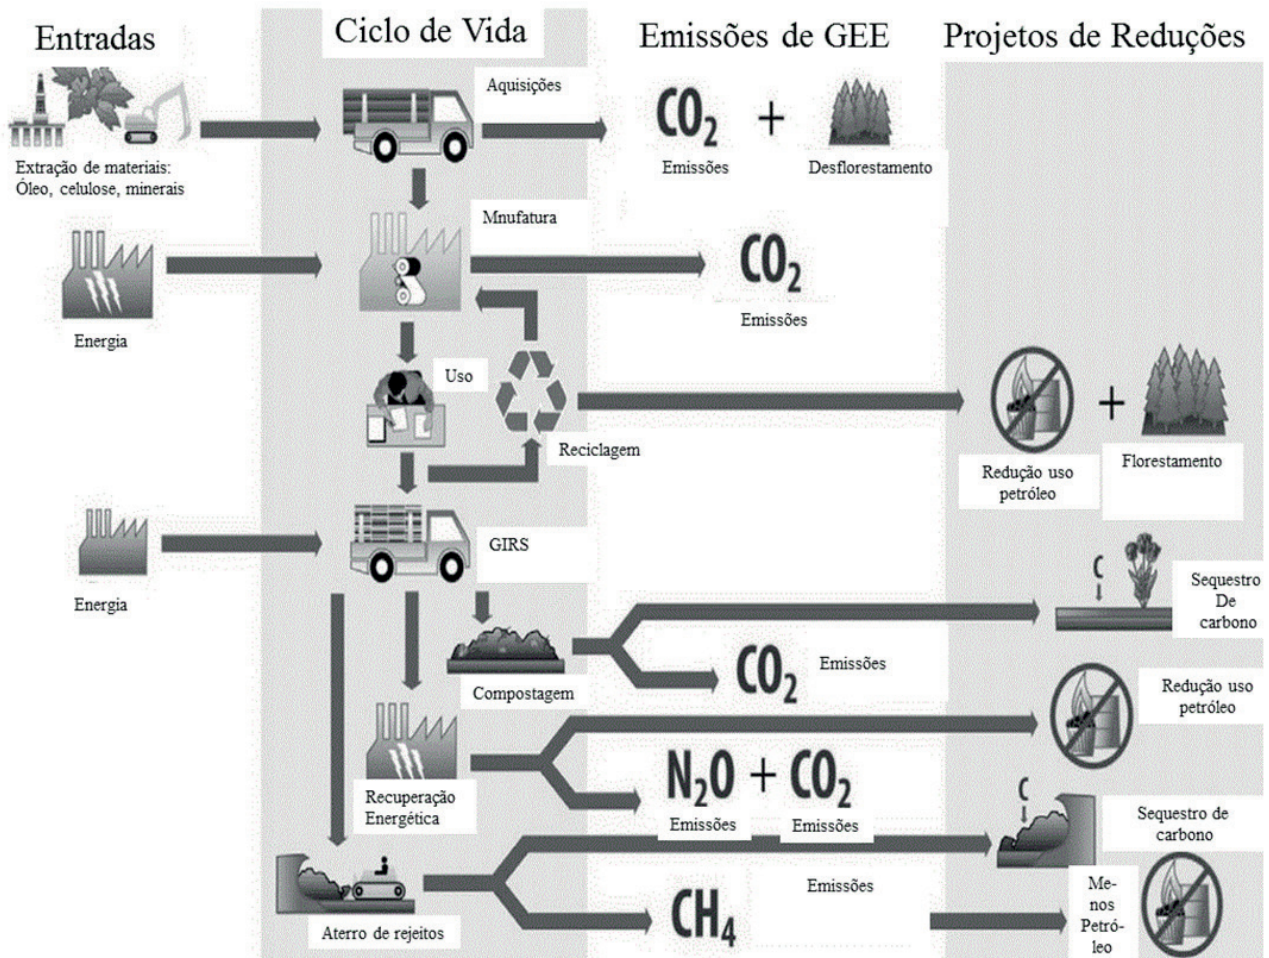 Entradas
Ciclo de Vida
Emissões de GEE
Projetos de Reduções
Aquisições
CO2
+
Emissões
Desflorestamento
Extração de materiais:
Óleo, celulose, minerais
Mnufatura
CO2
Emissões
Energia
Uso
Reciclagem
+
Redução uso
petróleo
Florestamento
GIRS
Energia
C
Sequestro
De
carbono
Compostagem
CO2
Emissões
Redução uso
petróleo
Recuperação
Energética
N2O + CO2
Emissões
Emissões
C
Sequestro de
carbono
Aterro de rejeitos
CH4
Emissões
Me-
nos
Petró-
leo